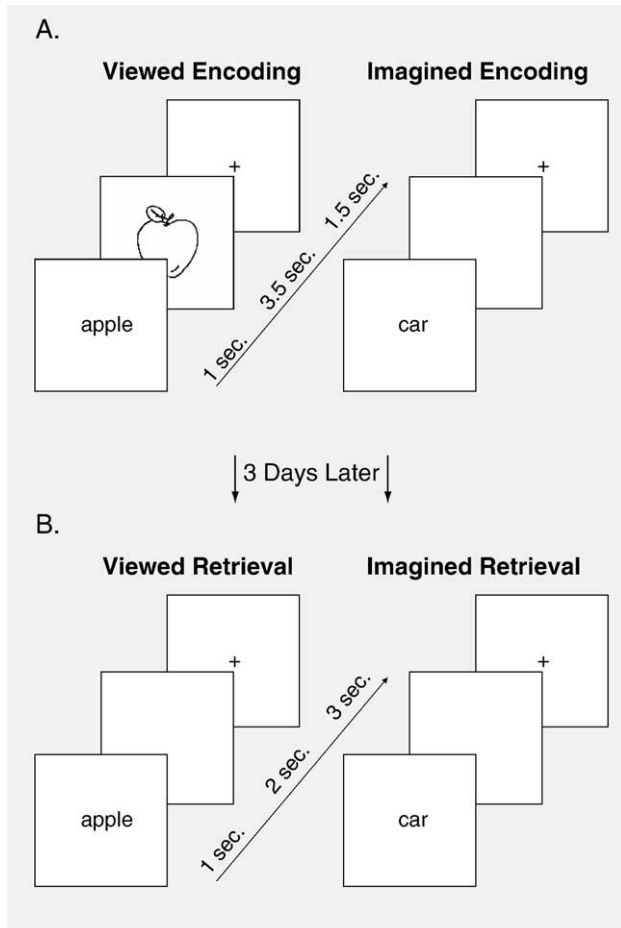 A.
Viewed Encoding
Imagined Encoding
+
+
1.5 sec.
3.5 sec.
1 sec.
apple
car
3 Days Later
B.
Viewed Retrieval
Imagined Retrieval
+
+
3 sec.
2 sec.
1 sec.
apple
car